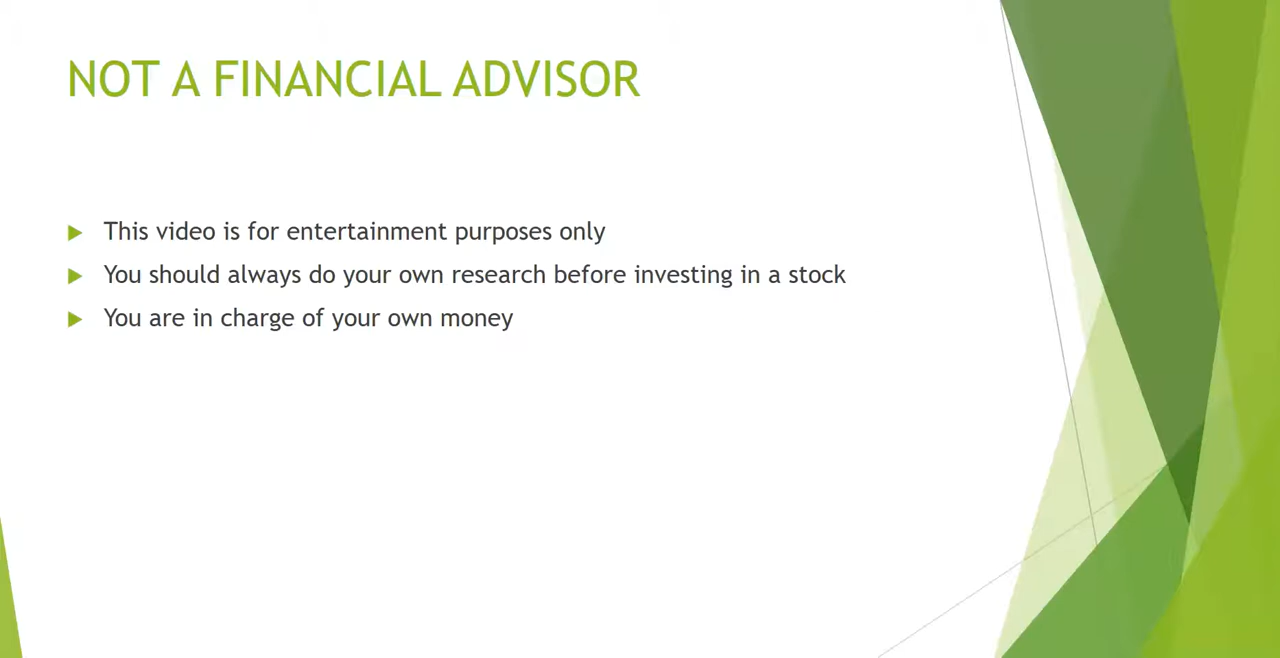 NOT A FINANCIAL ADVISOR
This video is for entertainment purposes only
You should always do your own research before investing in a stock
You are in charge of your own money